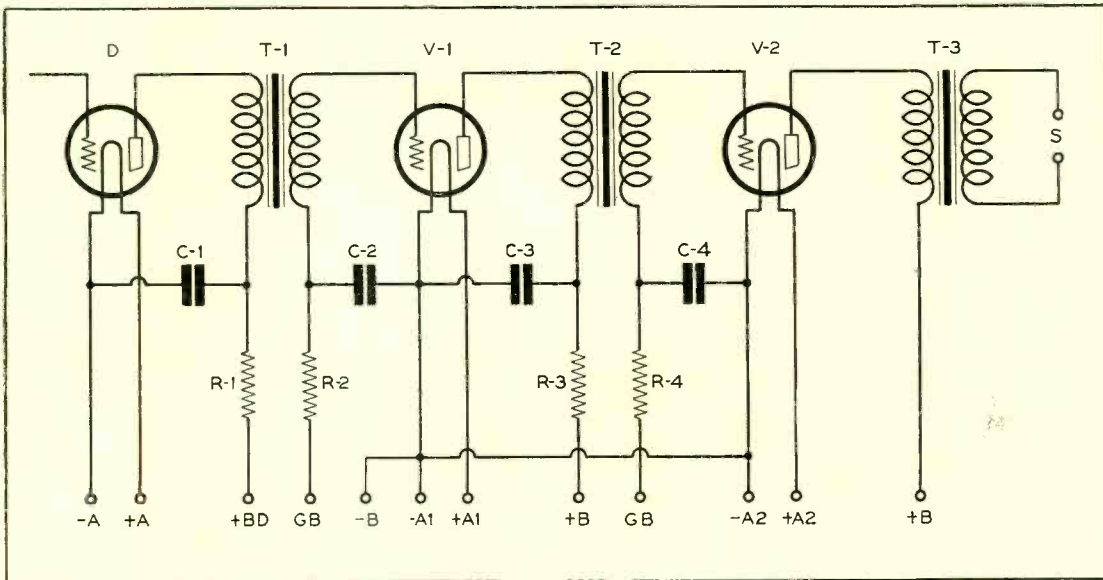 D T-1 V-1 T-2 V-2 T-3
S
C-1 C-2 C-3 C-4
R-1 R-2 R-3 R-4
-A +A +BD GB -B -A1 +A1 +B GB -A2 +A2 +B